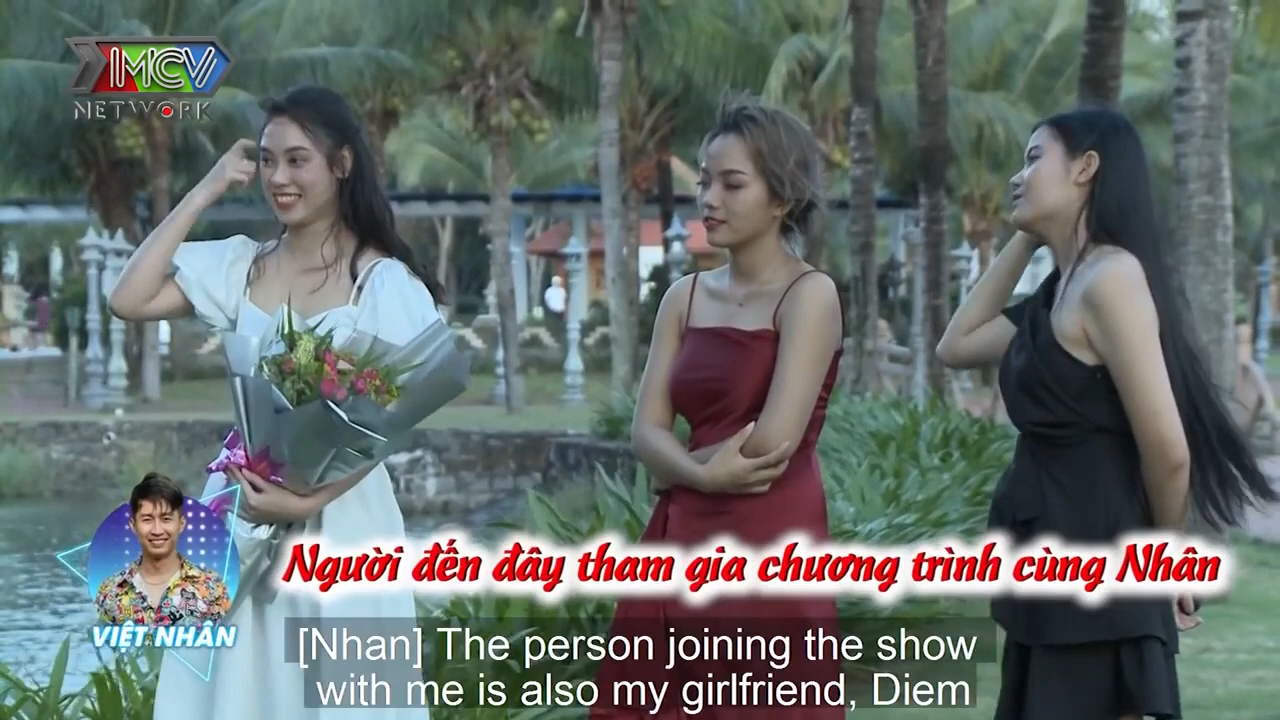 MCV
NETWORK
Người đến đây tham gia chương trình cùng Nhân
VIỆT NHÂN
[Nhan] The person joining the show
with me is also my girlfriend, Diem